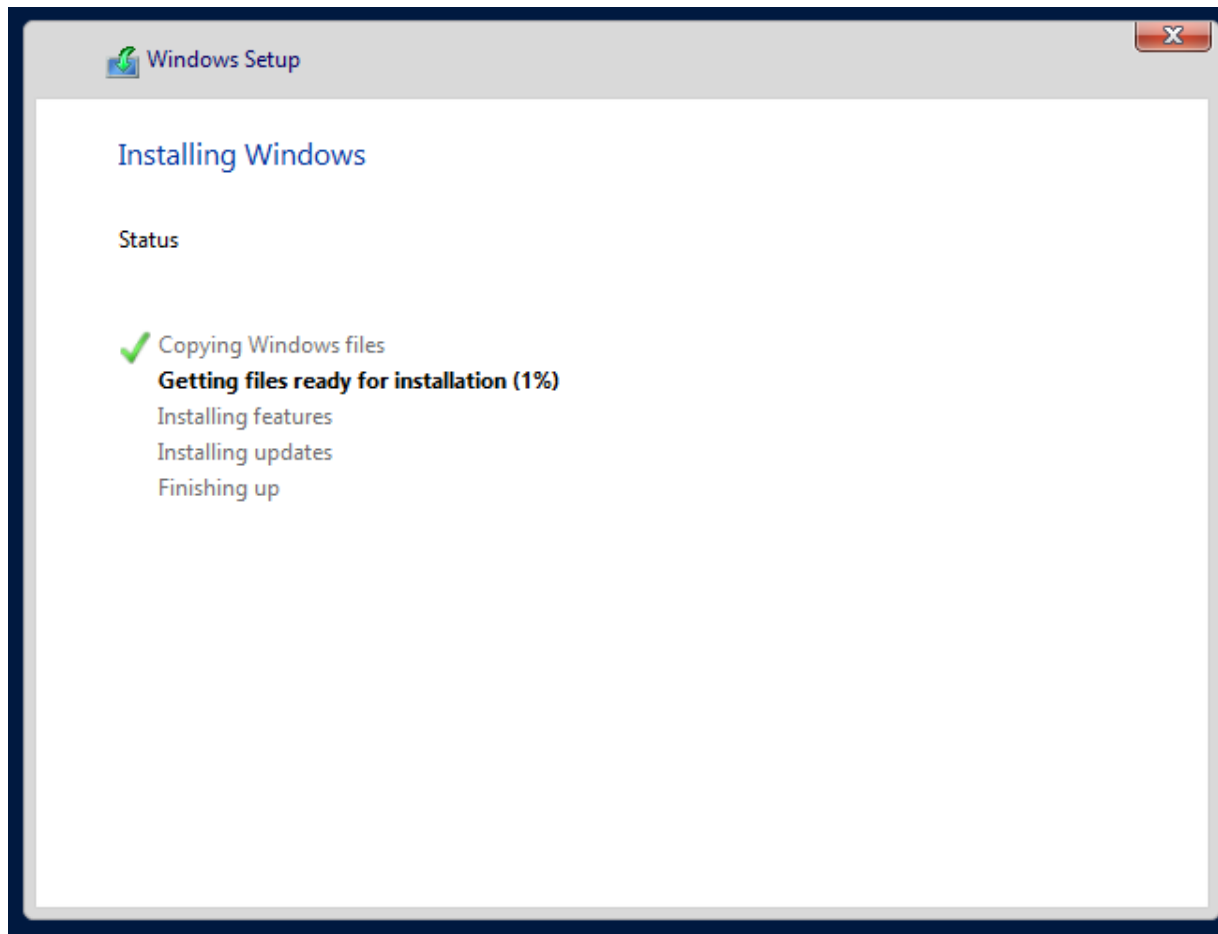 Windows Setup
Installing Windows
Status
Copying Windows files
Getting files ready for installation (1%)
Installing features
Installing updates
Finishing up